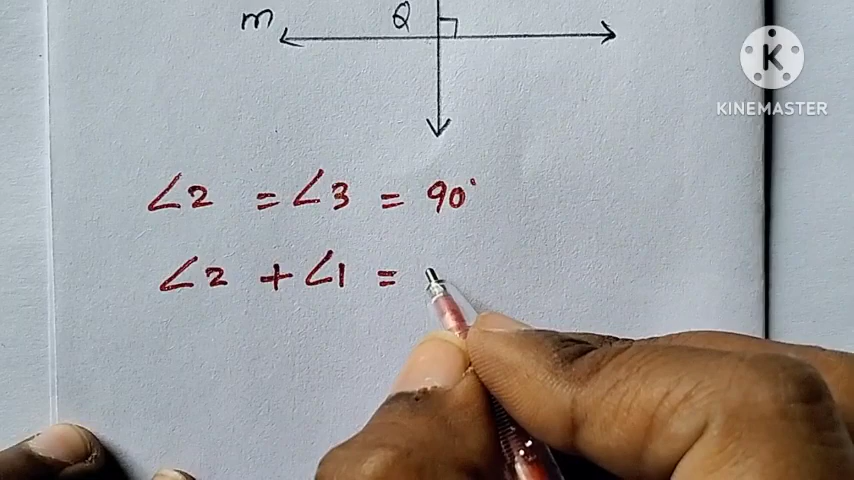 m Q
K
KINEMASTER
∠2 = ∠3 = 90°
∠2 + ∠1 =